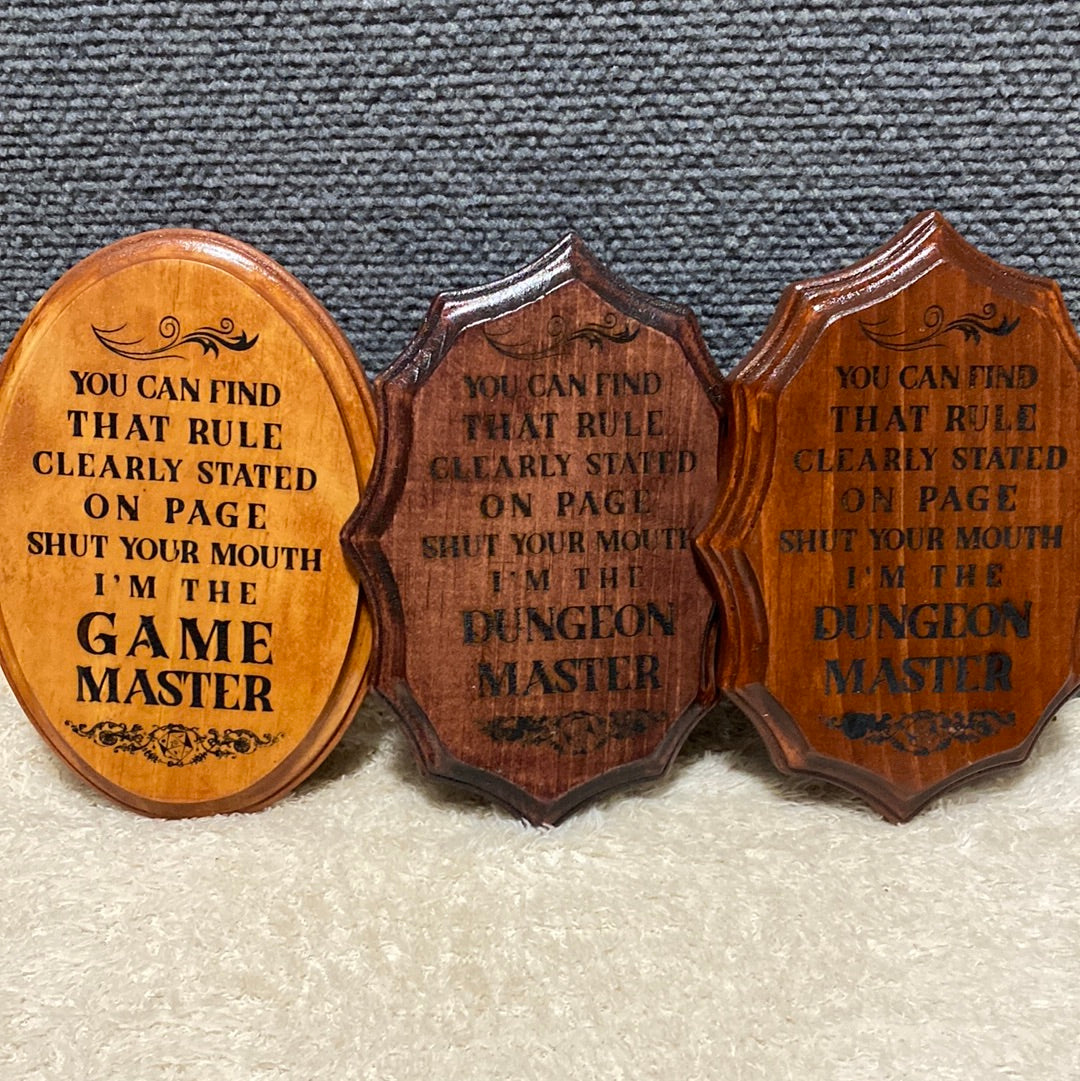 YOU CAN FIND
THAT RULE
CLEARLY STATED
ON PAGE
SHUT YOUR MOUTH
I'M THE
GAME
MASTER
YOU CAN FIND
THAT RULE
CLEARLY STATED
ON PAGE
SHUT YOUR MOUTH
I'M THE
DUNGEON
MASTER
YOU CAN FIND
THAT RULE
CLEARLY STATED
ON PAGE
SHUT YOUR MOUTH
I'M THE
DUNGEON
MASTER